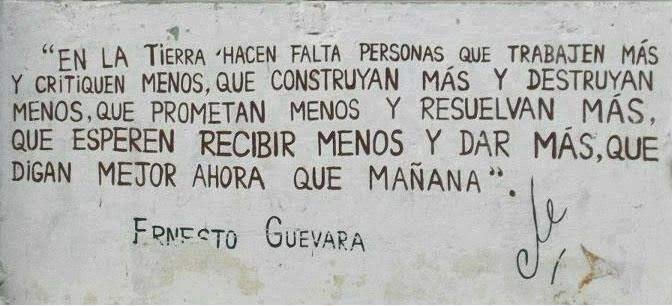 "EN LA TIERRA HACEN FALTA PERSONAS QUE TRABAJEN MÁS
Y CRITIQUEN MENOS, QUE CONSTRUYAN MÁS Y DESTRUYAN
MENOS, QUE PROMETAN MENOS Y RESUELVAN MÁS,
QUE ESPEREN RECIBIR MENOS Y DAR MÁS, QUE
DIGAN MEJOR AHORA QUE MAÑANA".
ERNESTO GUEVARA